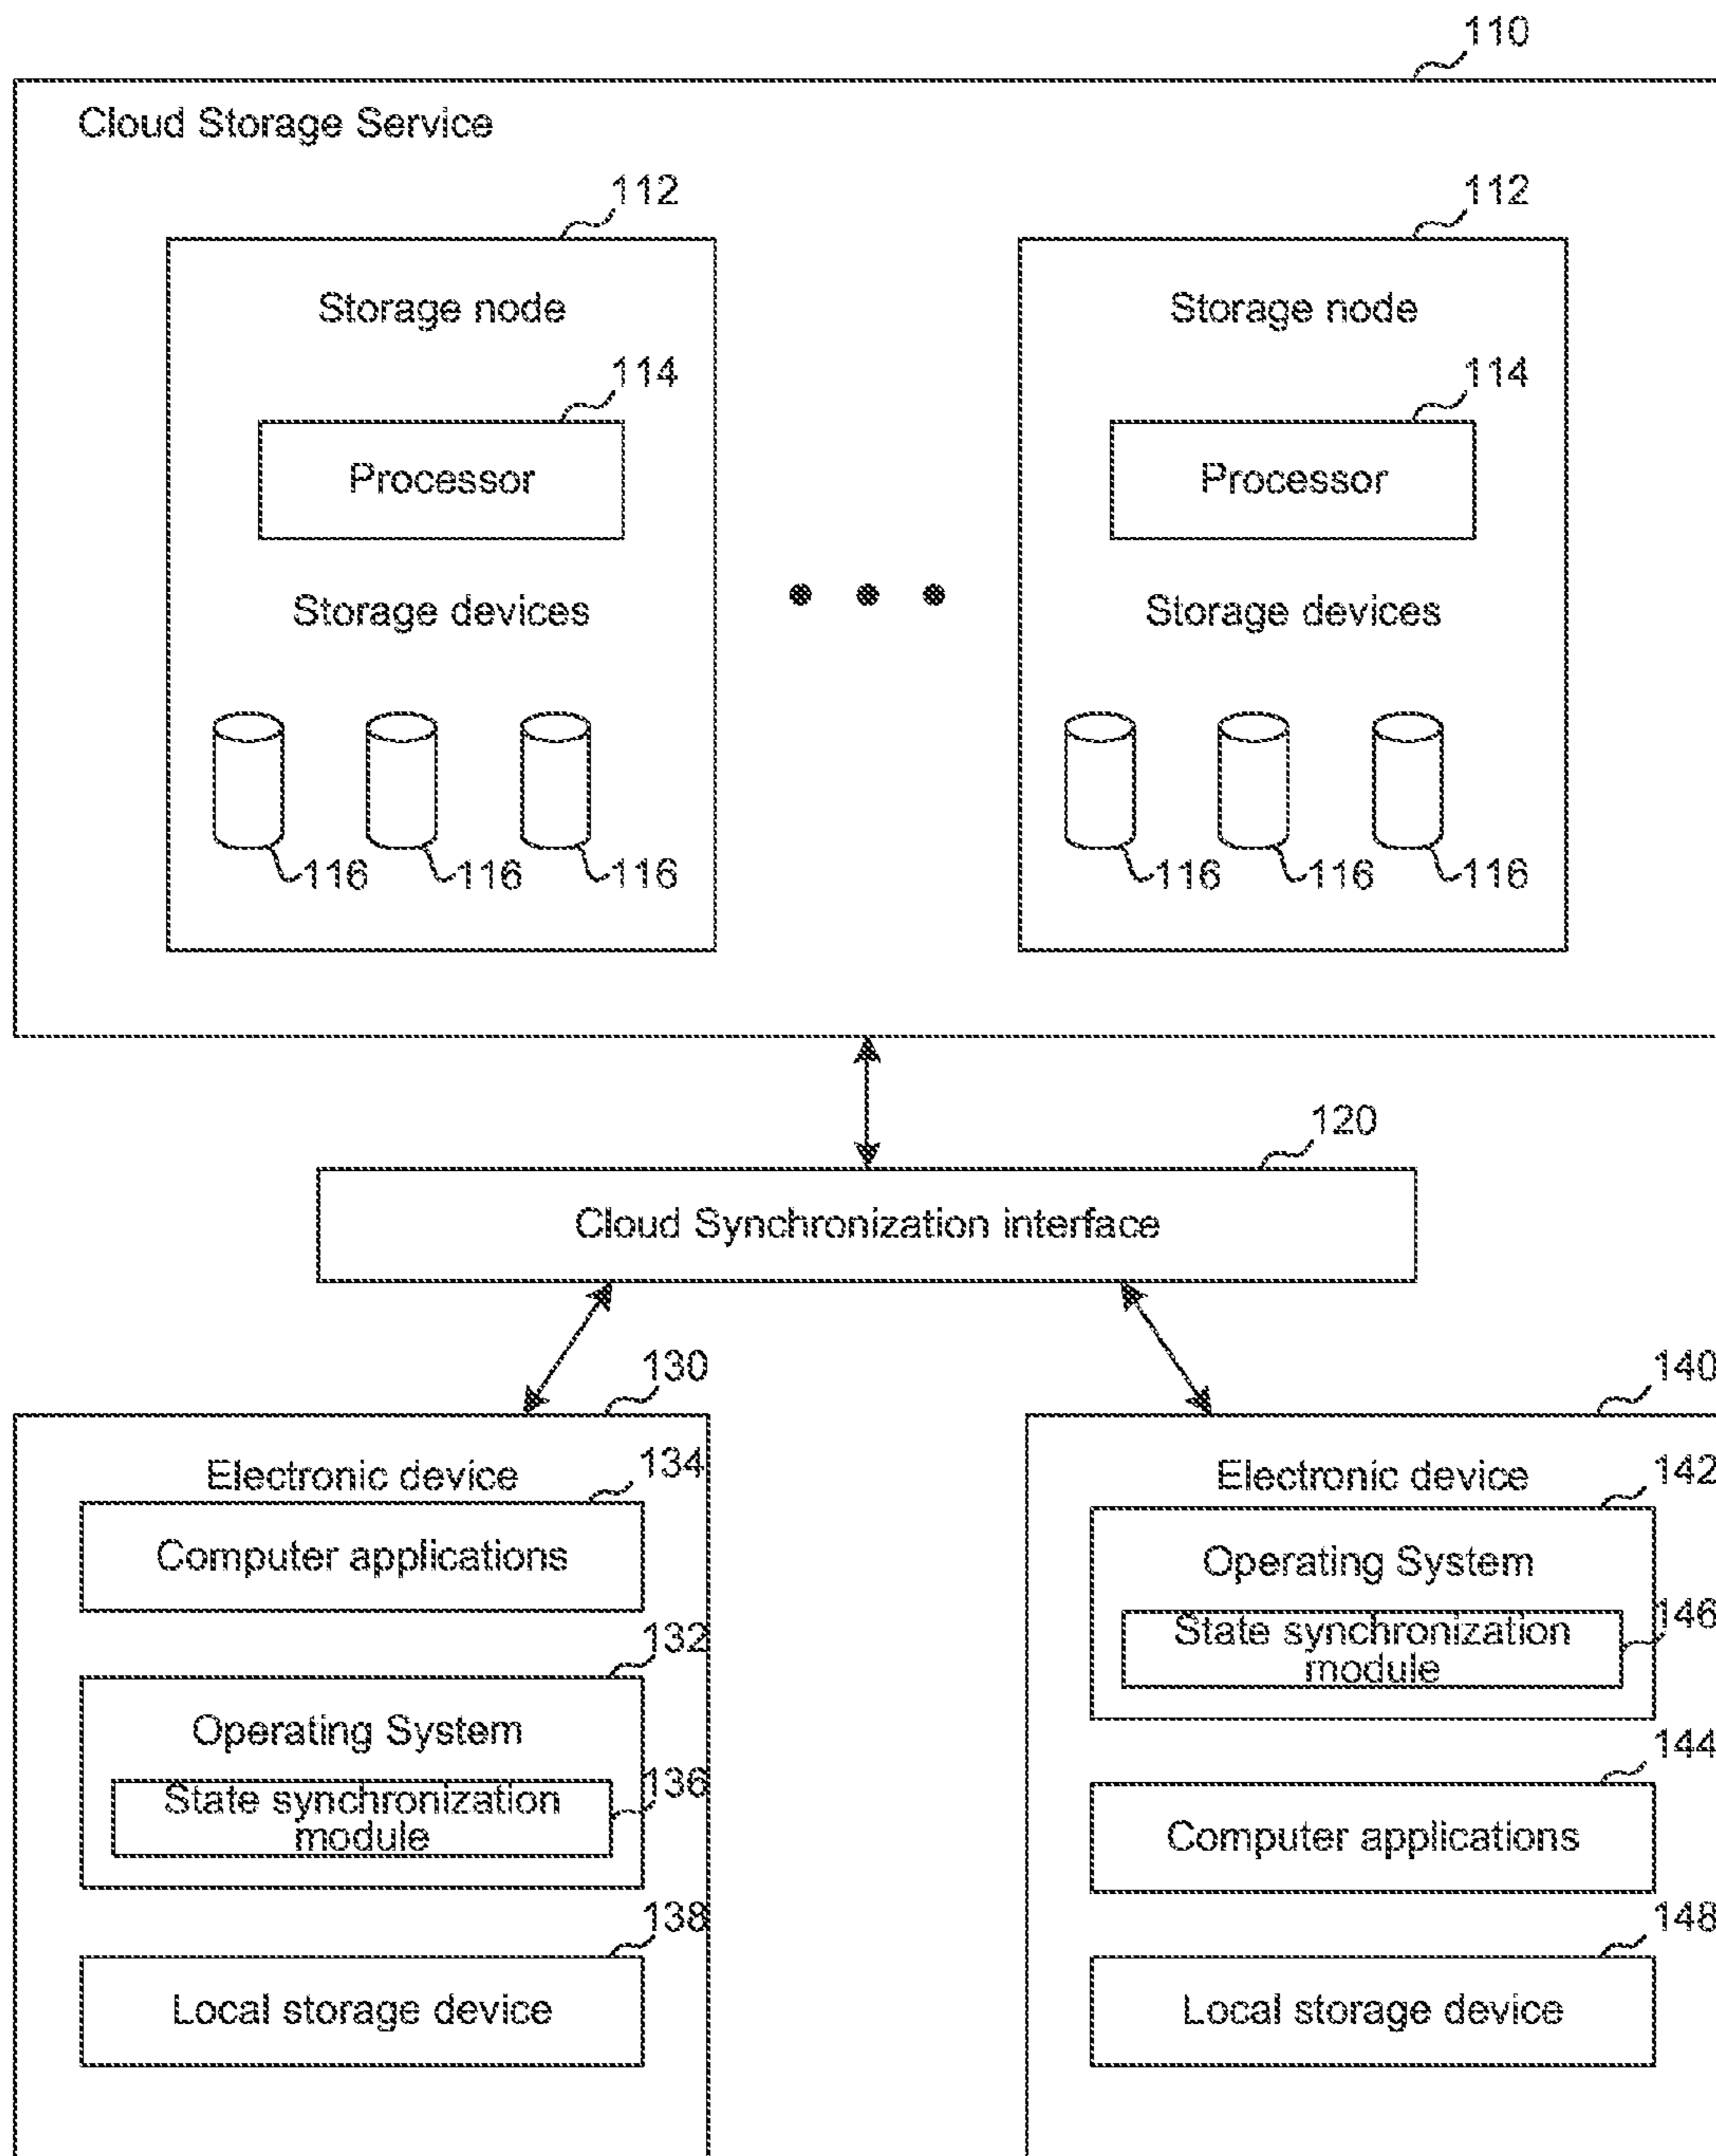 110
Cloud Storage Service
112
112
Storage node
Storage node
114
114
Processor
Processor
Storage devices
Storage devices
116
116
116
116
116
116
120
Cloud Synchronization interface
130
140
Electronic device
134
Computer applications
132
Operating System
136
State synchronization
module
138
Local storage device
Electronic device
142
Operating System
146
State synchronization
module
144
Computer applications
148
Local storage device